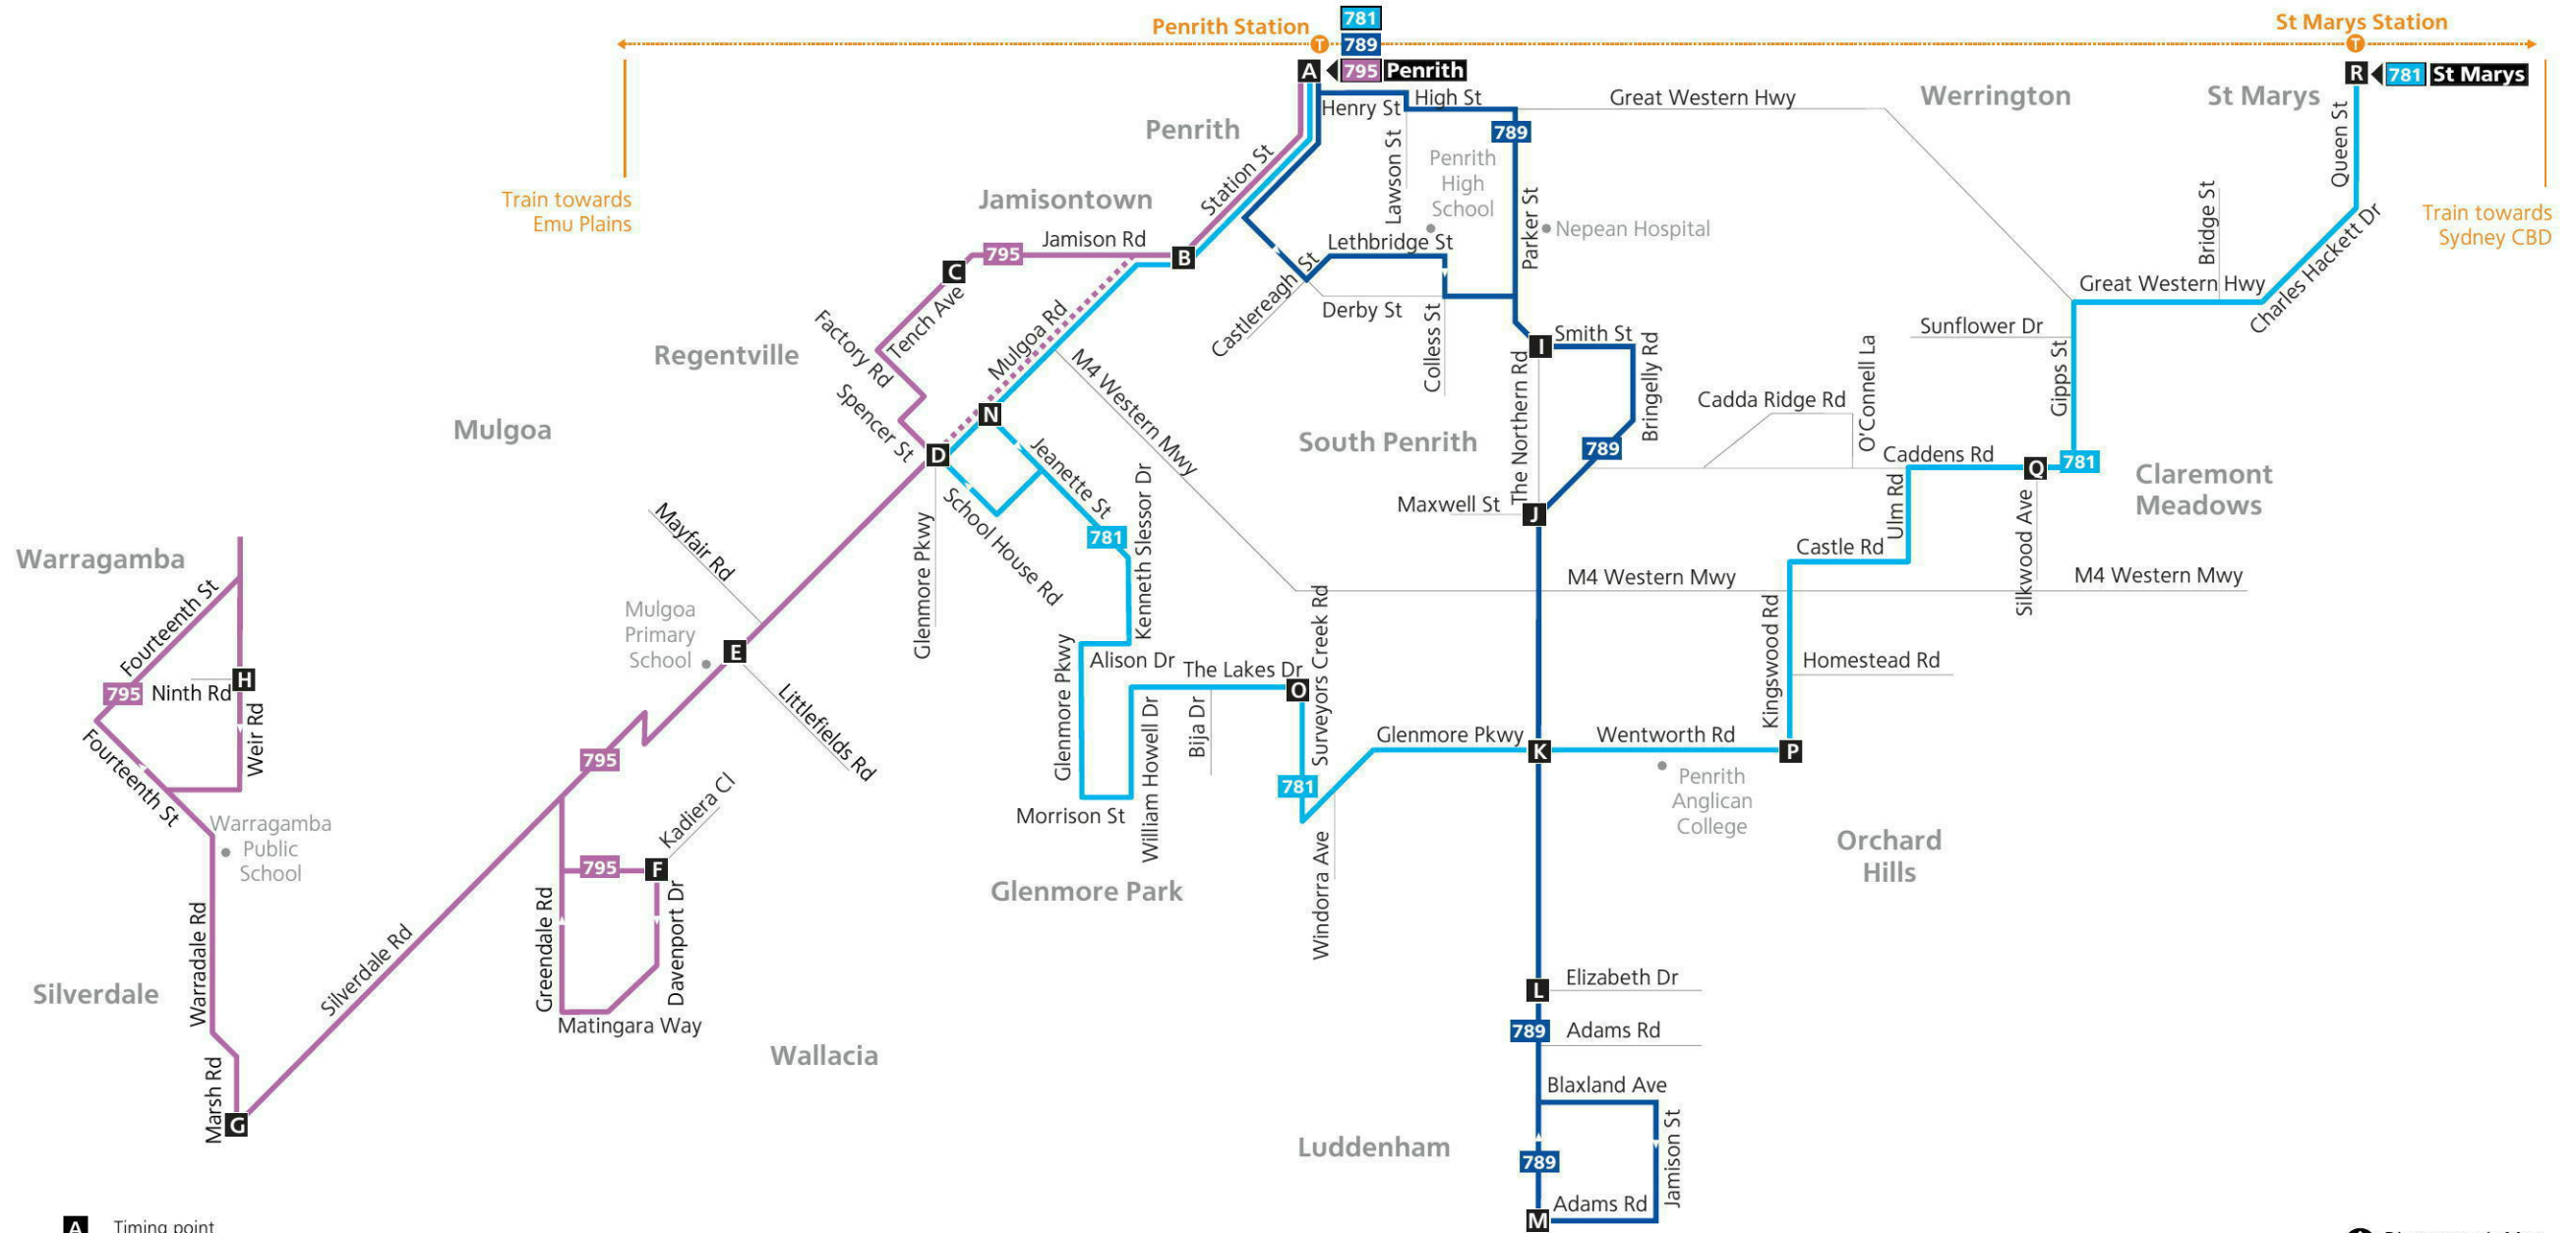 781
Penrith Station
St Marys Station
789
T
T
A
795
Penrith
R
781
St Marys
Henry St
High St
Great Western Hwy
Werrington
St Marys
Penrith
789
Queen St
Station St
Lawson St
Penrith
High
School
Parker St
Nepean Hospital
Train towards
Emu Plains
Train towards
Sydney CBD
Jamisontown
Bridge St
Jamison Rd
795
B
C
Lethbridge St
Castlereagh St
Derby St
Colless St
Charles Hackett Dr
Great Western Hwy
Tench Ave
Factory Rd
Mulgoa Rd
M4 Western Mwy
Regentville
I
Smith St
Bringelly Rd
The Northern Rd
Sunflower Dr
O'Connell La
Gipps St
Cadda Ridge Rd
Spencer St
N
D
Mulgoa
South Penrith
789
Caddens Rd
Q
781
Claremont
Meadows
Jeanette St
School House Rd
Kenneth Slessor Dr
781
Maxwell St
J
Ulm Rd
Silkwood Ave
Castle Rd
Mayfair Rd
Glenmore Pkwy
Warragamba
M4 Western Mwy
M4 Western Mwy
Fourteenth St
Mulgoa
Primary
School
E
Surveyors Creek Rd
Kingswood Rd
Homestead Rd
Glenmore Pkwy
Alison Dr
The Lakes Dr
O
795
Ninth Rd
H
Weir Rd
Littlefields Rd
William Howell Dr
Bija Dr
Fourteenth St
795
Glenmore Pkwy
K
Wentworth Rd
P
781
Penrith
Anglican
College
Morrison St
Kadiera Cl
Warragamba
Public
School
Windorra Ave
Orchard
Hills
795
F
Glenmore Park
Greendale Rd
Davenport Dr
Warradale Rd
Silverdale Rd
Silverdale
Elizabeth Dr
L
Matingara Way
789
Adams Rd
Wallacia
Marsh Rd
G
Blaxland Ave
Jamison St
Luddenham
789
Adams Rd
M
A
Timing point